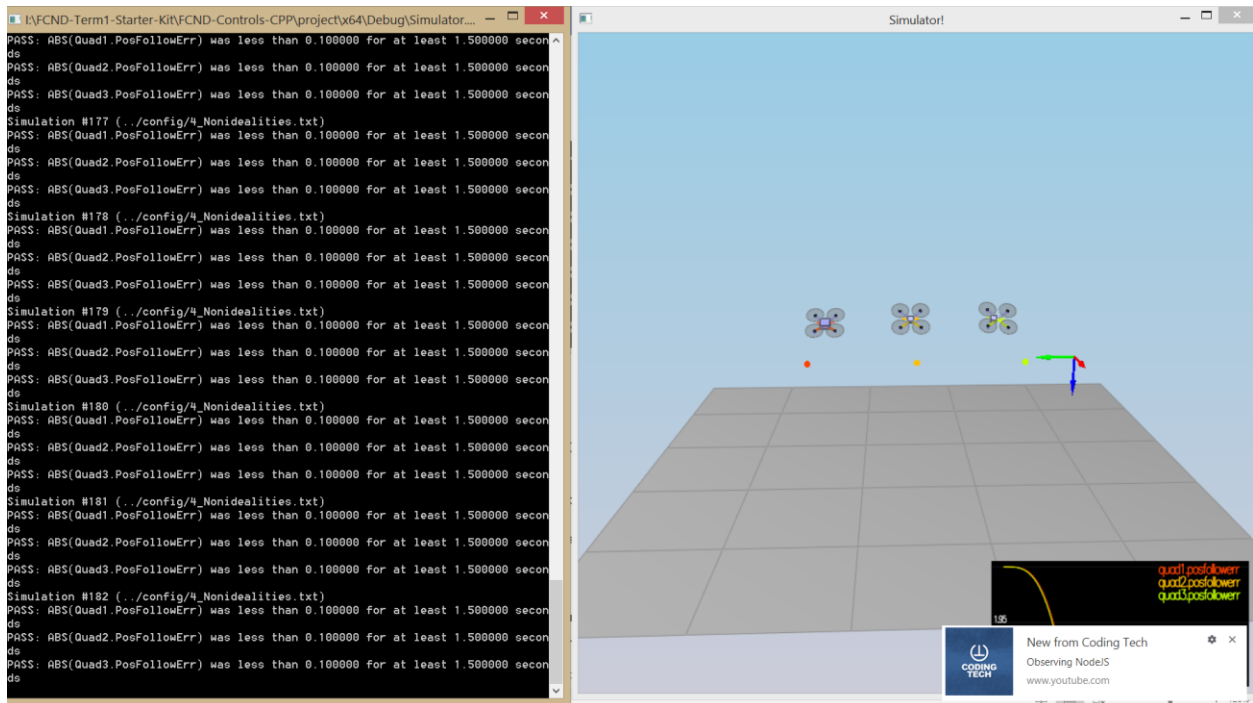 I:\FCND-Term1-Starter-Kit\FCND-Controls-CPP\project\x64\Debug\Simulator....
PASS: ABS(Quad1.PosFollowErr) was less than 0.100000 for at least 1.500000 secon
ds
PASS: ABS(Quad2.PosFollowErr) was less than 0.100000 for at least 1.500000 secon
ds
PASS: ABS(Quad3.PosFollowErr) was less than 0.100000 for at least 1.500000 secon
ds
Simulation #177 (../config/4_Nonidealities.txt)
PASS: ABS(Quad1.PosFollowErr) was less than 0.100000 for at least 1.500000 secon
ds
PASS: ABS(Quad2.PosFollowErr) was less than 0.100000 for at least 1.500000 secon
ds
PASS: ABS(Quad3.PosFollowErr) was less than 0.100000 for at least 1.500000 secon
ds
Simulation #178 (../config/4_Nonidealities.txt)
PASS: ABS(Quad1.PosFollowErr) was less than 0.100000 for at least 1.500000 secon
ds
PASS: ABS(Quad2.PosFollowErr) was less than 0.100000 for at least 1.500000 secon
ds
PASS: ABS(Quad3.PosFollowErr) was less than 0.100000 for at least 1.500000 secon
ds
Simulation #179 (../config/4_Nonidealities.txt)
PASS: ABS(Quad1.PosFollowErr) was less than 0.100000 for at least 1.500000 secon
ds
PASS: ABS(Quad2.PosFollowErr) was less than 0.100000 for at least 1.500000 secon
ds
PASS: ABS(Quad3.PosFollowErr) was less than 0.100000 for at least 1.500000 secon
ds
Simulation #180 (../config/4_Nonidealities.txt)
PASS: ABS(Quad1.PosFollowErr) was less than 0.100000 for at least 1.500000 secon
ds
PASS: ABS(Quad2.PosFollowErr) was less than 0.100000 for at least 1.500000 secon
ds
PASS: ABS(Quad3.PosFollowErr) was less than 0.100000 for at least 1.500000 secon
ds
Simulation #181 (../config/4_Nonidealities.txt)
PASS: ABS(Quad1.PosFollowErr) was less than 0.100000 for at least 1.500000 secon
ds
PASS: ABS(Quad2.PosFollowErr) was less than 0.100000 for at least 1.500000 secon
ds
PASS: ABS(Quad3.PosFollowErr) was less than 0.100000 for at least 1.500000 secon
ds
Simulation #182 (../config/4_Nonidealities.txt)
PASS: ABS(Quad1.PosFollowErr) was less than 0.100000 for at least 1.500000 secon
ds
PASS: ABS(Quad2.PosFollowErr) was less than 0.100000 for at least 1.500000 secon
ds
PASS: ABS(Quad3.PosFollowErr) was less than 0.100000 for at least 1.500000 secon
ds
Simulator!
quad1.posfollowerr
quad2.posfollowerr
quad3.posfollowerr
1.95
CODING
TECH
New from Coding Tech
Observing NodeJS
www.youtube.com